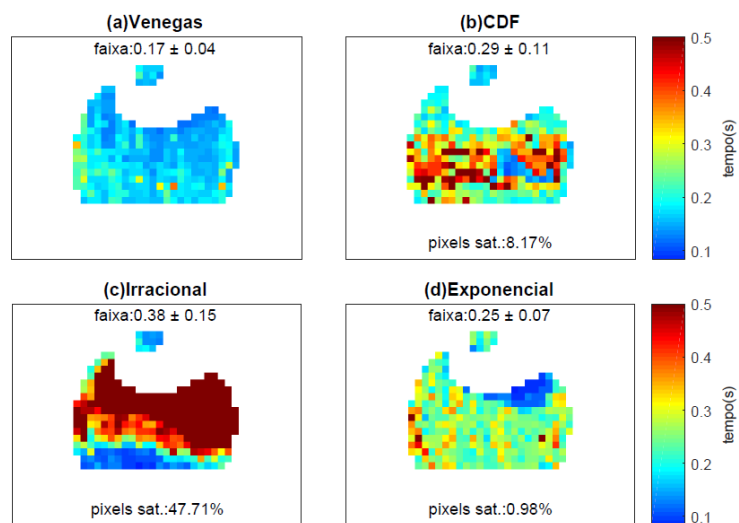 (a)Venegas
faixa:0.17 ± 0.04
(b)CDF
faixa:0.29 ± 0.11
pixels sat.:8.17%
0.5
0.4
0.3
0.2
0.1
tempo(s)
(c)Irracional
faixa:0.38 ± 0.15
pixels sat.:47.71%
(d)Exponencial
faixa:0.25 ± 0.07
pixels sat.:0.98%
0.5
0.4
0.3
0.2
0.1
tempo(s)